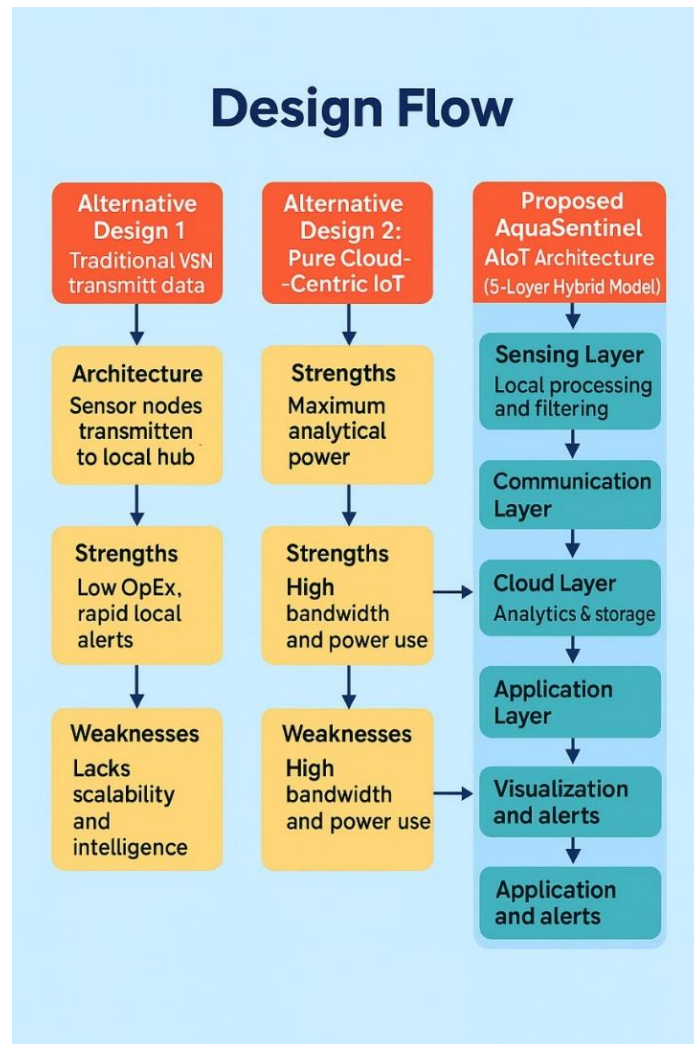 Design Flow
Alternative
Design 1
Traditional VSN
transmitt data
Architecture
Sensor nodes
transmitten
to local hub
Strengths
Low OpEx,
rapid local
alerts
Weaknesses
Lacks
scalability
and
intelligence
Alternative
Design 2:
Pure Cloud-
-Centric IoT
Strengths
Maximum
analytical
power
Strengths
High
bandwidth
and power use
Weaknesses
High
bandwidth
and power use
Proposed
AquaSentinel
AIoT Architecture
(5-Layer Hybrid Model)
Sensing Layer
Local processing
and filtering
Communication
Layer
Cloud Layer
Analytics & storage
Application
Layer
Visualization
and alerts
Application
and alerts